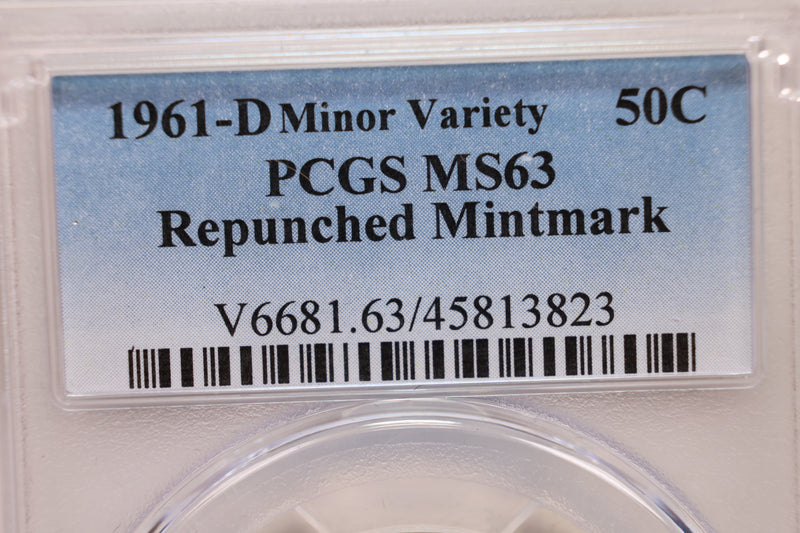 1961-D Minor Variety 50C
PCGS MS63
Repunched Mintmark
V6681.63/45813823